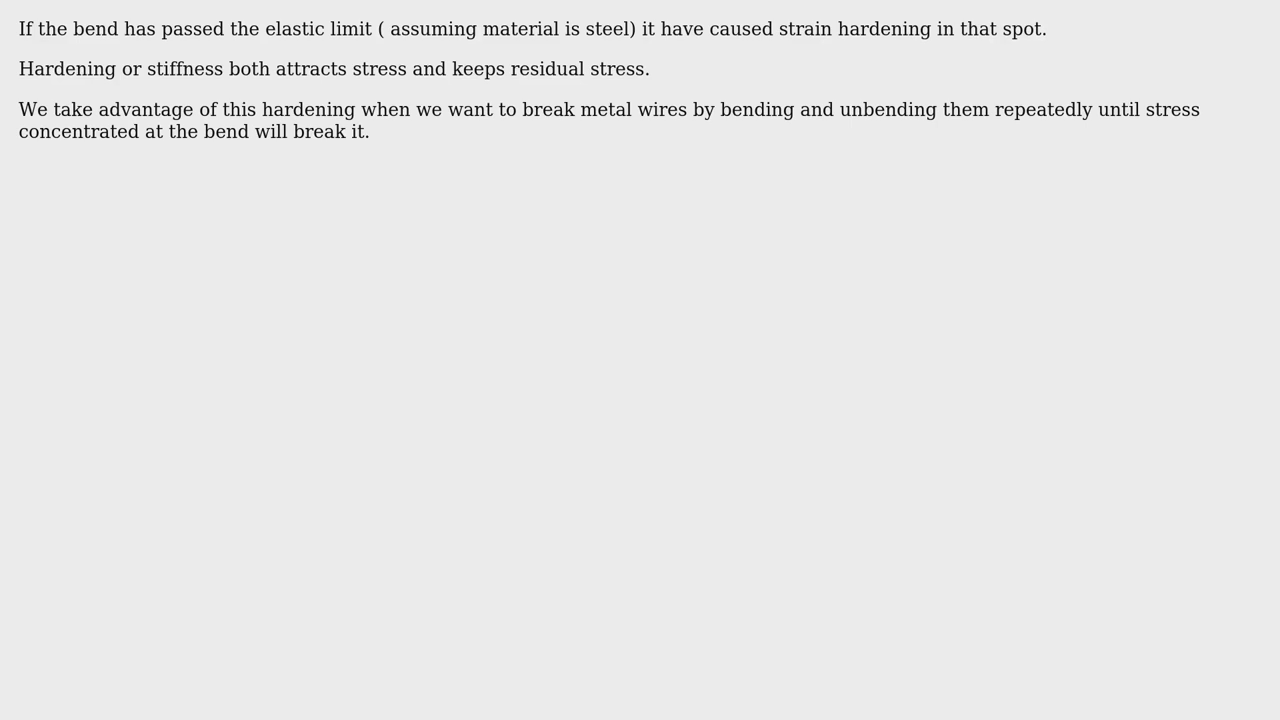 If the bend has passed the elastic limit ( assuming material is steel) it have caused strain hardening in that spot.
Hardening or stiffness both attracts stress and keeps residual stress.
We take advantage of this hardening when we want to break metal wires by bending and unbending them repeatedly until stress
concentrated at the bend will break it.